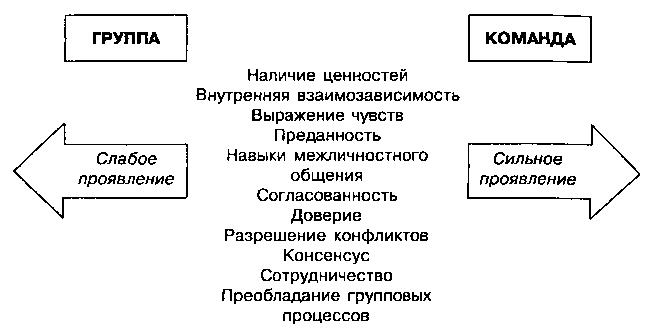 ГРУППА
КОМАНДА
Наличие ценностей
Внутренняя взаимозависимость
Выражение чувств
Преданность
Навыки межличностного
общения
Согласованность
Доверие
Разрешение конфликтов
Консенсус
Сотрудничество
Преобладание групповых
процессов
Слабое
проявление
Сильное
проявление